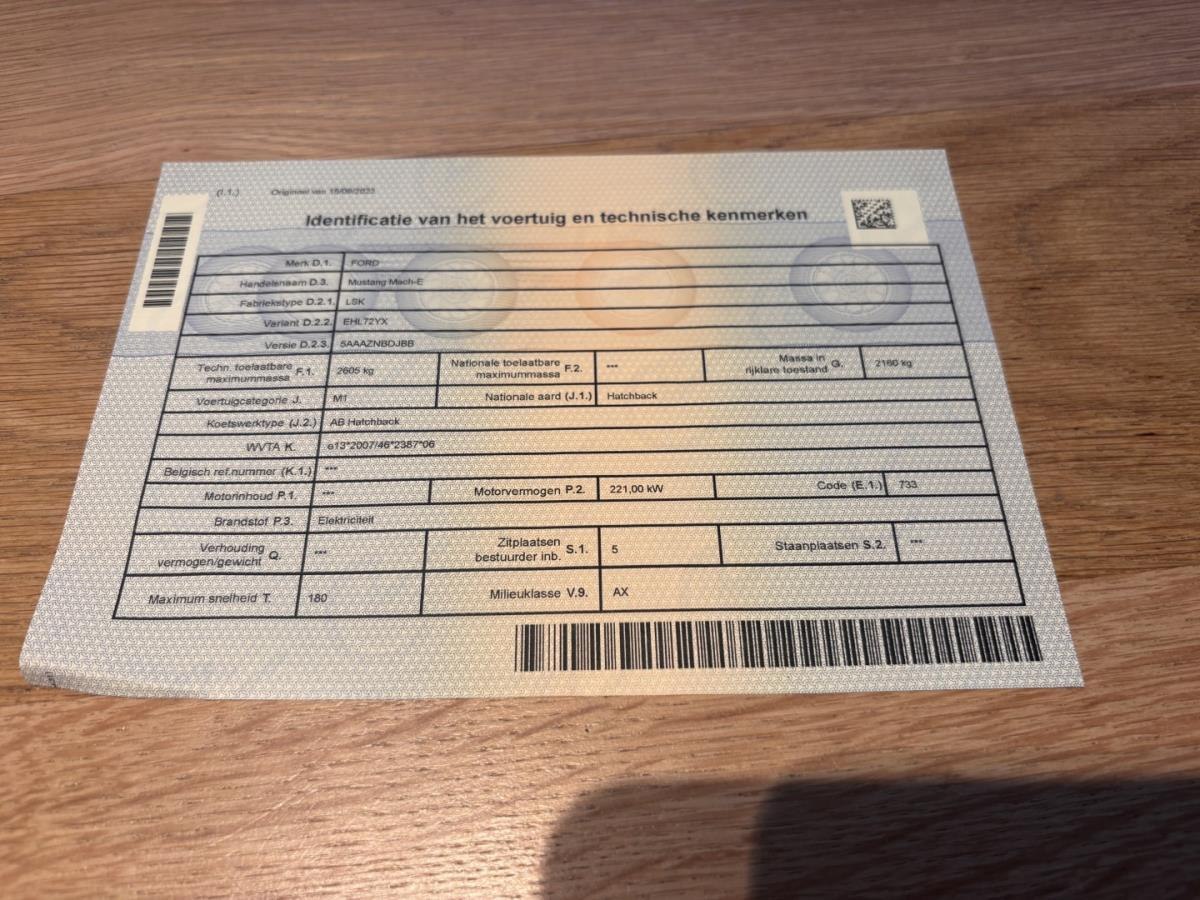 (I.1.) Origineel van
Identificatie van het voertuig en technische kenmerken
Merk D.1. FORD
Handelsnaam D.3. Mustang Mach-E
Fabriekstype D.2.1. LSK
Variant D.2.2. EHL72YX
Versie D.2.3. 5AAAZNBDJBB
Techn. toelaatbare maximummassa F.1. 2605 kg Nationale toelaatbare maximummassa F.2. *** Massa in rijklare toestand G. 2160 kg
Voertuigcategorie J. M1 Nationale aard (J.1.) Hatchback
Koetswerktype (J.2.) AB Hatchback
WVTA K. e13*2007/46*2387*06
Belgisch ref.nummer (K.1.) ***
Motorinhoud P.1. *** Motorvermogen P.2. 221,00 kW Code (E.1.) 733
Brandstof P.3. Elektriciteit
Verhouding vermogen/gewicht Q. *** Zitplaatsen bestuurder inb. S.1. 5 Staanplaatsen S.2. ***
Maximum snelheid T. 180 Milieuklasse V.9. AX